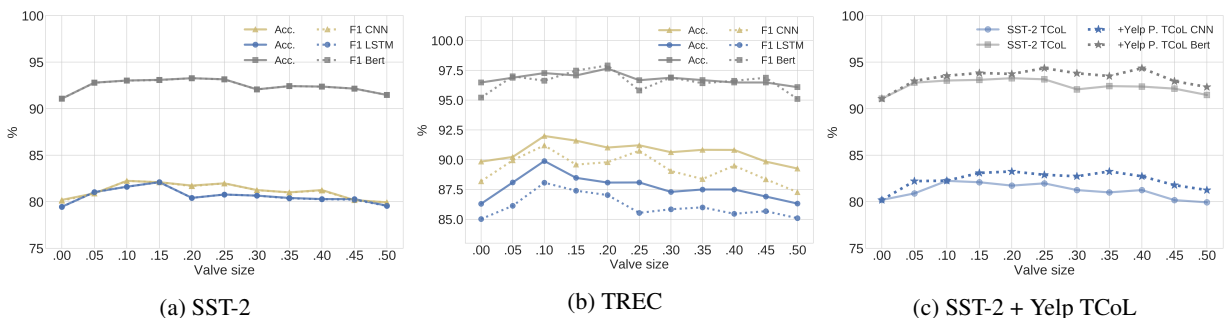 100
95
90
85
80
75
%
Acc. F1 CNN
Acc. F1 LSTM
Acc. F1 Bert
.00 .05 .10 .15 .20 .25 .30 .35 .40 .45 .50
Valve size
(a) SST-2
100.0
97.5
95.0
92.5
90.0
87.5
85.0
%
Acc. F1 CNN
Acc. F1 LSTM
Acc. F1 Bert
.00 .05 .10 .15 .20 .25 .30 .35 .40 .45 .50
Valve size
(b) TREC
100
95
90
85
80
75
%
SST-2 TCoL +Yelp P. TCoL CNN
SST-2 TCoL +Yelp P. TCoL Bert
.00 .05 .10 .15 .20 .25 .30 .35 .40 .45 .50
Valve size
(c) SST-2 + Yelp TCoL